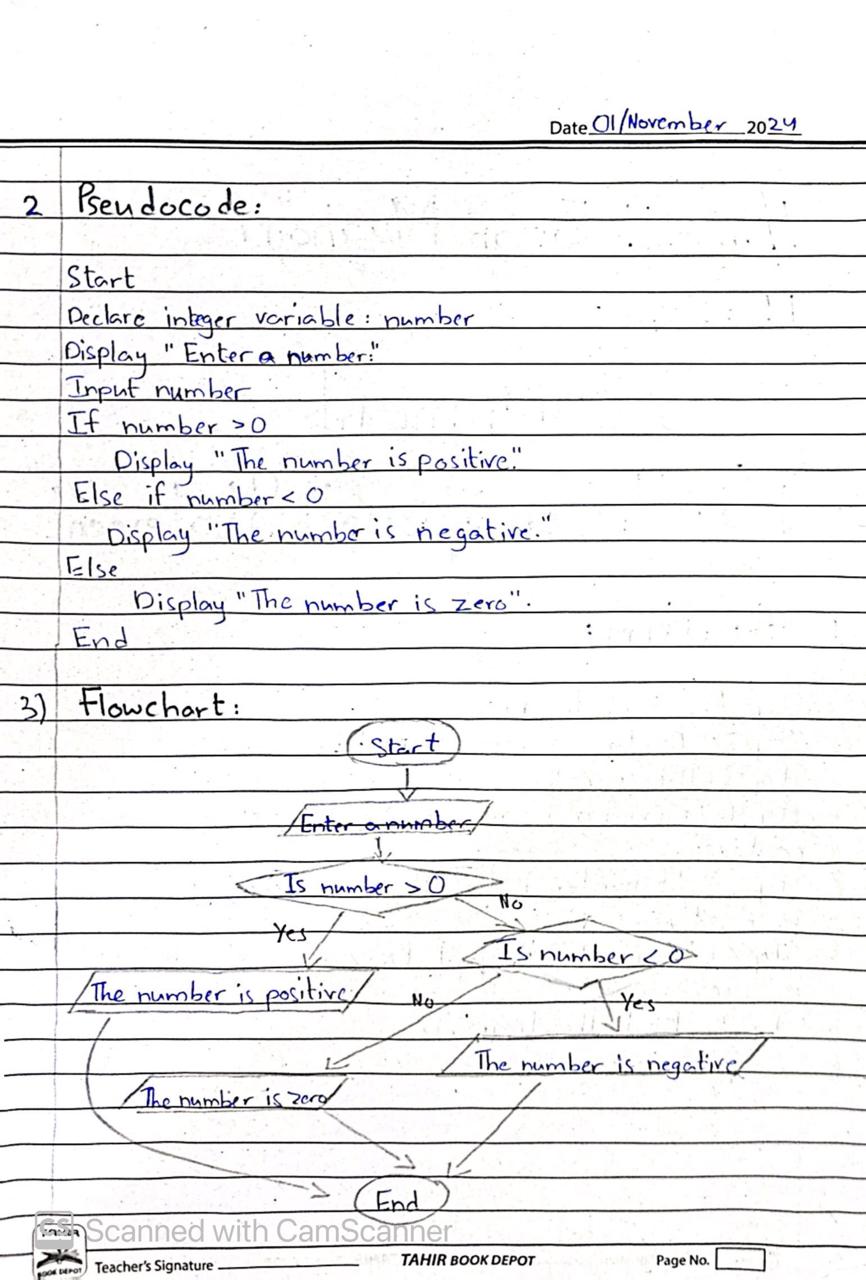 Date 01/November 2024
2 Pseudocode:
Start
Declare integer variable: number
Display "Enter a number:"
Input number
If number >0
Display "The number is positive."
Else if number < 0
Display "The number is negative."
Else
Display "The number is zero".
End
3) Flowchart:
Start
Enter a number
Is number > 0
No
Yes
Is number < 0
The number is positive
No
Yes
The number is negative
The number is zero
End
CS Scanned with CamScanner
BOOK DEPOT
Teacher's Signature
TAHIR BOOK DEPOT
Page No.